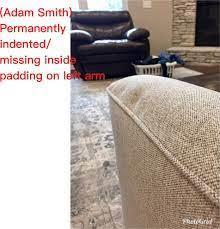 (Adam Smith)
Permanently
indented/
missing inside
padding on left arm
PhotoGrid